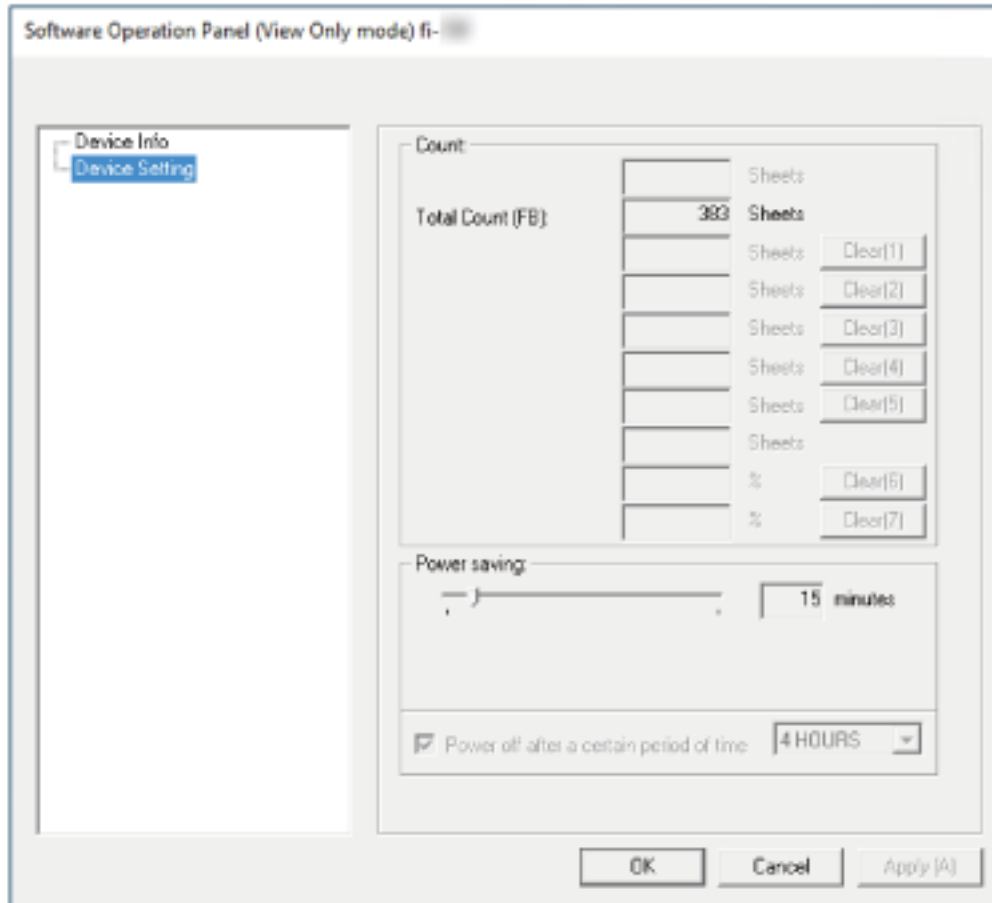 Software Operation Panel (View Only mode) fi-
Device Info
Device Setting
Count:
Sheets
Total Count (FB): 383 Sheets
Sheets Clear(1)
Sheets Clear(2)
Sheets Clear(3)
Sheets Clear(4)
Sheets Clear(5)
Sheets
% Clear(6)
% Clear(7)
Power saving:
15 minutes
Power off after a certain period of time 4 HOURS
OK Cancel Apply (A)